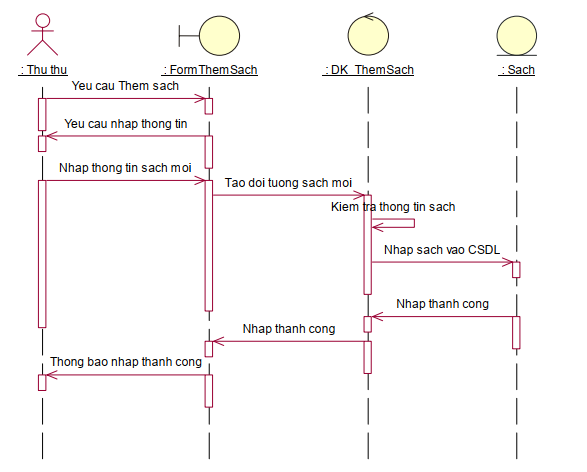 : Thu thu
: FormThemSach
: DK_ThemSach
: Sach
Yeu cau Them sach
Yeu cau nhap thong tin
Nhap thong tin sach moi
Tao doi tuong sach moi
Kiem tra thong tin sach
Nhap sach vao CSDL
Nhap thanh cong
Nhap thanh cong
Thong bao nhap thanh cong